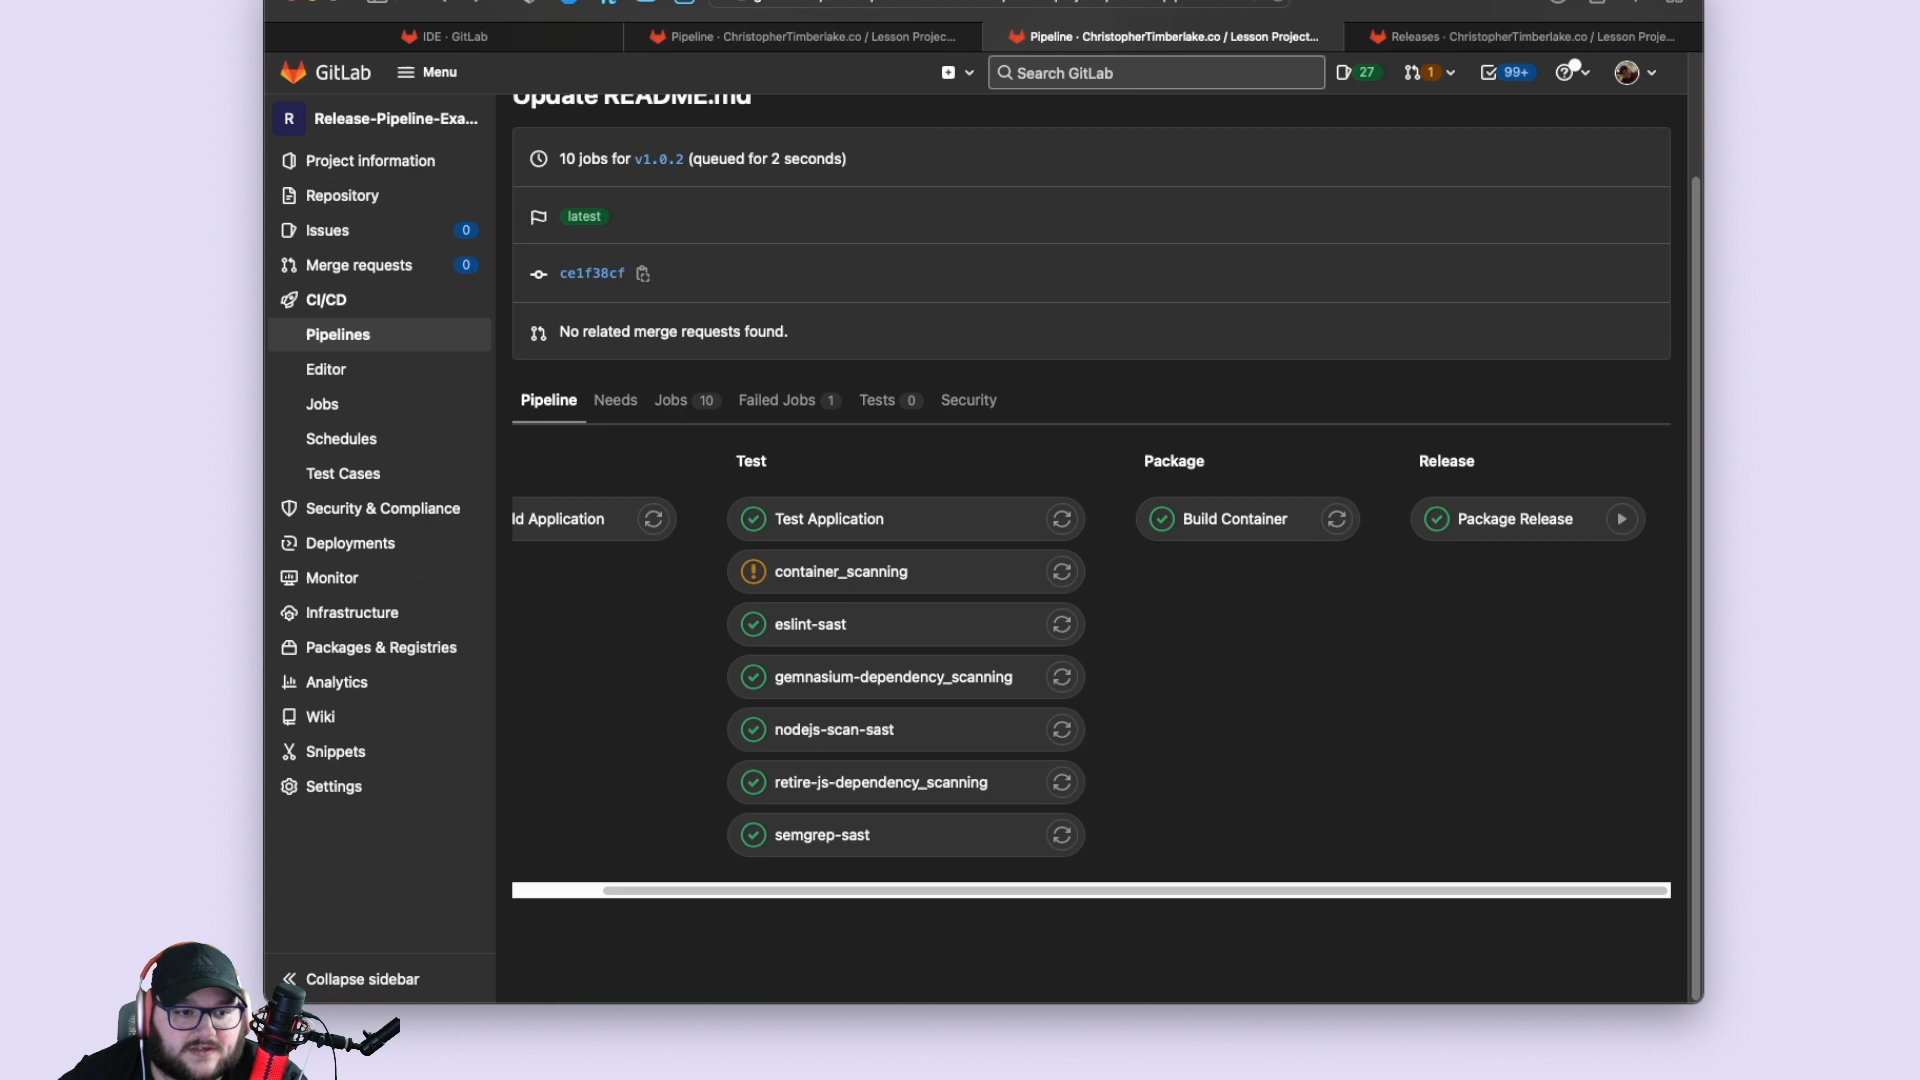 IDE · GitLab
Pipeline · ChristopherTimberlake.co / Lesson Projec...
Pipeline · ChristopherTimberlake.co / Lesson Project...
Releases · ChristopherTimberlake.co / Lesson Proje...
GitLab
Menu
Search GitLab
27
1
99+
R
Release-Pipeline-Exa...
Project information
Repository
Issues 0
Merge requests 0
CI/CD
Pipelines
Editor
Jobs
Schedules
Test Cases
Security & Compliance
Deployments
Monitor
Infrastructure
Packages & Registries
Analytics
Wiki
Snippets
Settings
Collapse sidebar
Update README.md
10 jobs for v1.0.2 (queued for 2 seconds)
latest
ce1f38cf
No related merge requests found.
Pipeline Needs Jobs 10 Failed Jobs 1 Tests 0 Security
Test
Package
Release
ld Application
Test Application
Build Container
Package Release
container_scanning
eslint-sast
gemnasium-dependency_scanning
nodejs-scan-sast
retire-js-dependency_scanning
semgrep-sast